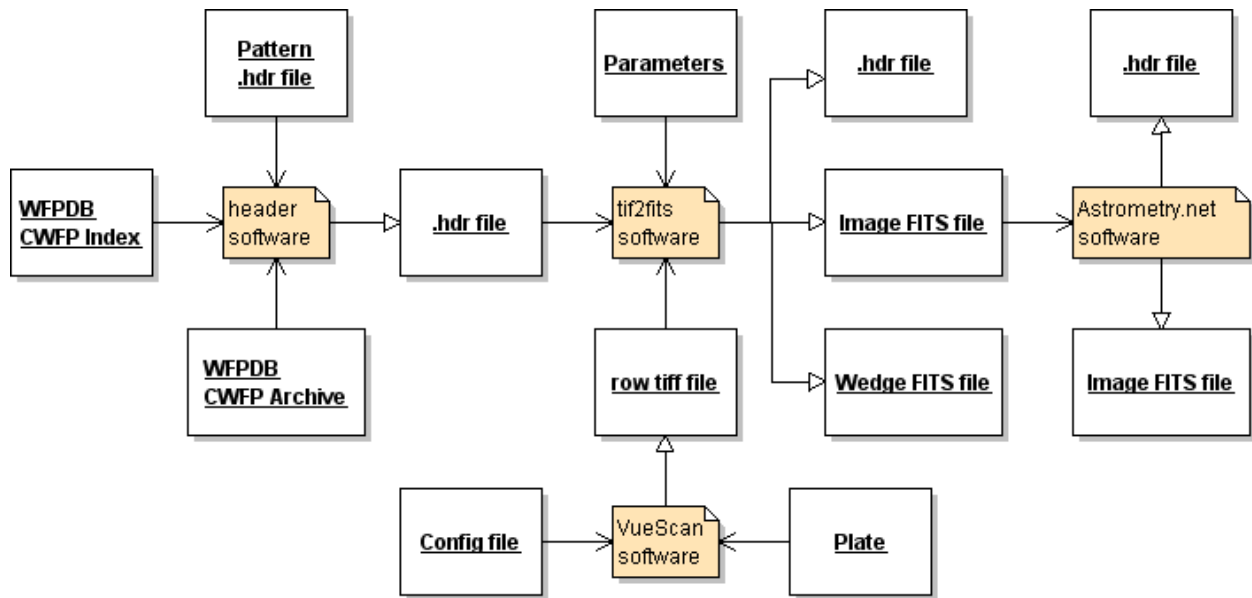 Pattern
.hdr file
Parameters
.hdr file
.hdr file
WFPDB
CWFP Index
header
software
.hdr file
tif2fits
software
Image FITS file
Astrometry.net
software
WFPDB
CWFP Archive
row tiff file
Wedge FITS file
Image FITS file
Config file
VueScan
software
Plate